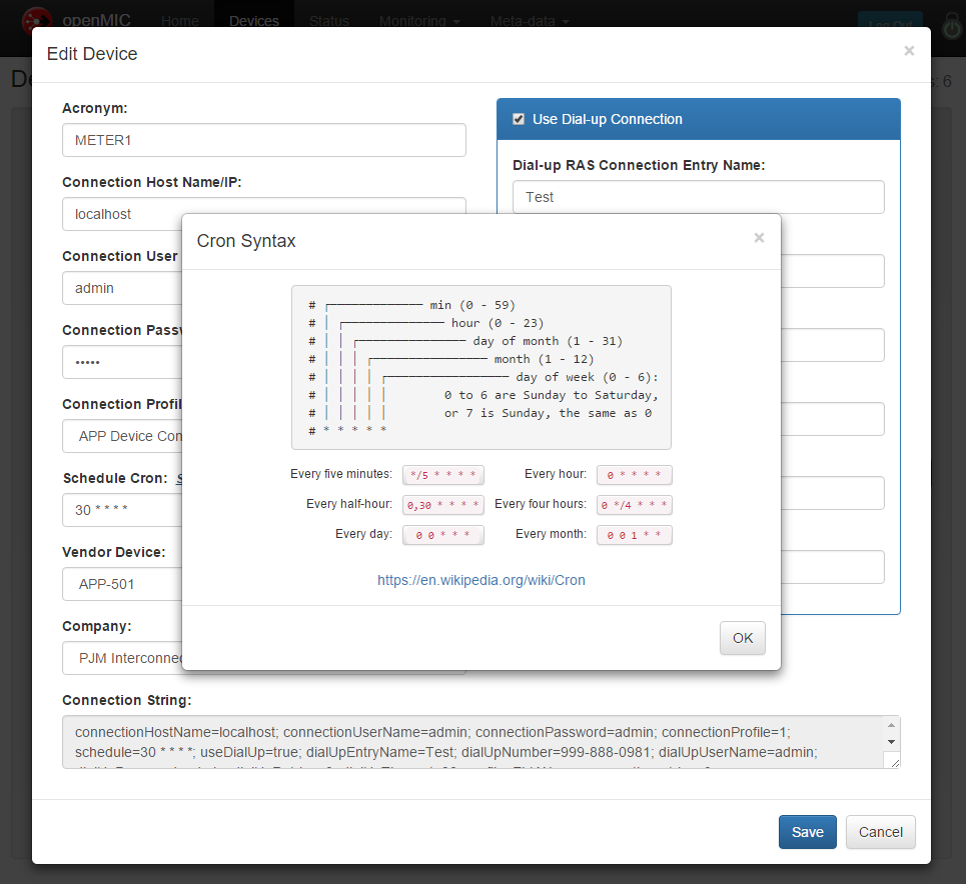 openMIC Home Devices Status Monitoring Meta-data Log Out
Edit Device ×
: 6
Acronym:
METER1
Connection Host Name/IP:
localhost
Connection User
admin
Connection
•••••
Connection
APP Device
Schedule Cron:
30 * * * *
Vendor Device:
APP-501
Company:
PJM
Use Dial-up Connection
Dial-up RAS Connection Entry Name:
Test
Cron Syntax ×
# ┌───────────── min (0 - 59)
# │ ┌────────────── hour (0 - 23)
# │ │ ┌─────────────── day of month (1 - 31)
# │ │ │ ┌──────────────── month (1 - 12)
# │ │ │ │ ┌───────────────── day of week (0 - 6):
# │ │ │ │ │ 0 to 6 are Sunday to Saturday,
# │ │ │ │ │ or 7 is Sunday, the same as 0
# * * * * *
Every five minutes: */5 * * * * Every hour: 0 * * * *
Every half-hour: 0,30 * * * * Every four hours: 0 */4 * * *
Every day: 0 0 * * * Every month: 0 0 1 * *
https://en.wikipedia.org/wiki/Cron
OK
Connection String:
connectionHostName=localhost; connectionUserName=admin; connectionPassword=admin; connectionProfile=1;
schedule=30 * * * *; useDialUp=true; dialUpEntryName=Test; dialUpNumber=999-888-0981; dialUpUserName=admin;
Save Cancel